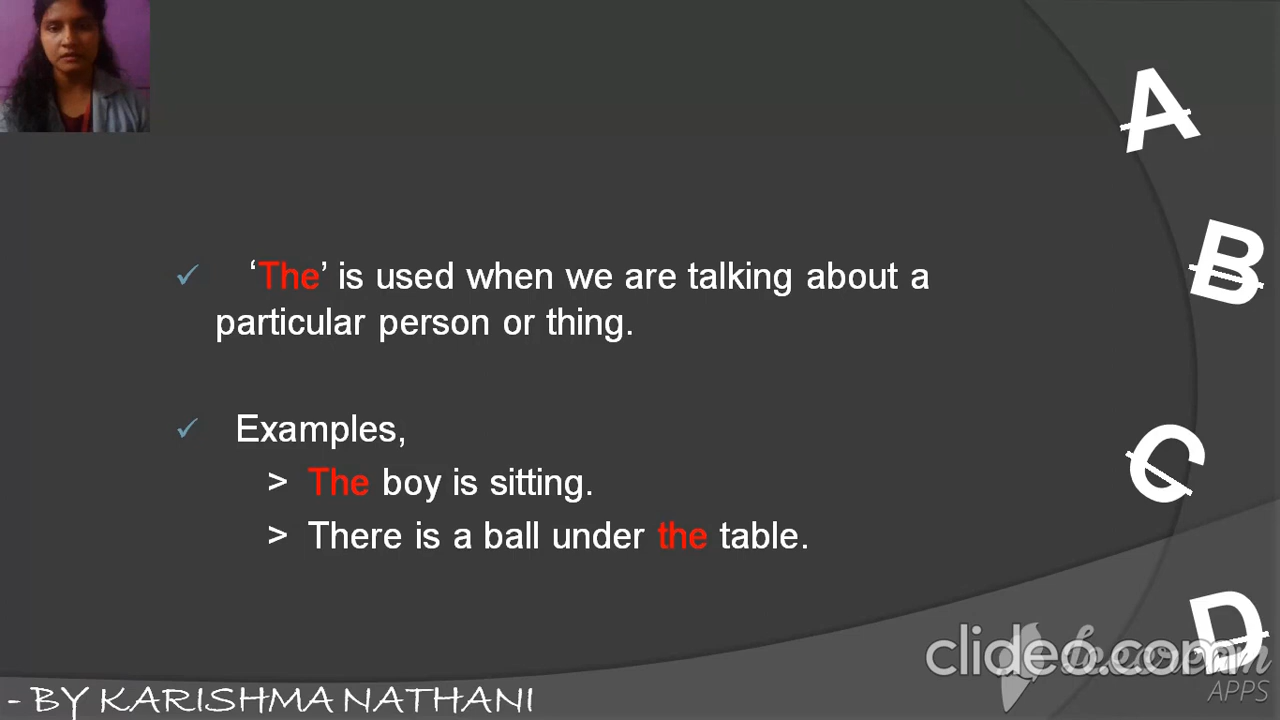 A
B
‘The’ is used when we are talking about a
particular person or thing.
Examples,
> The boy is sitting.
> There is a ball under the table.
C
D
clideo.com
APPS
- BY KARISHMA NATHANI